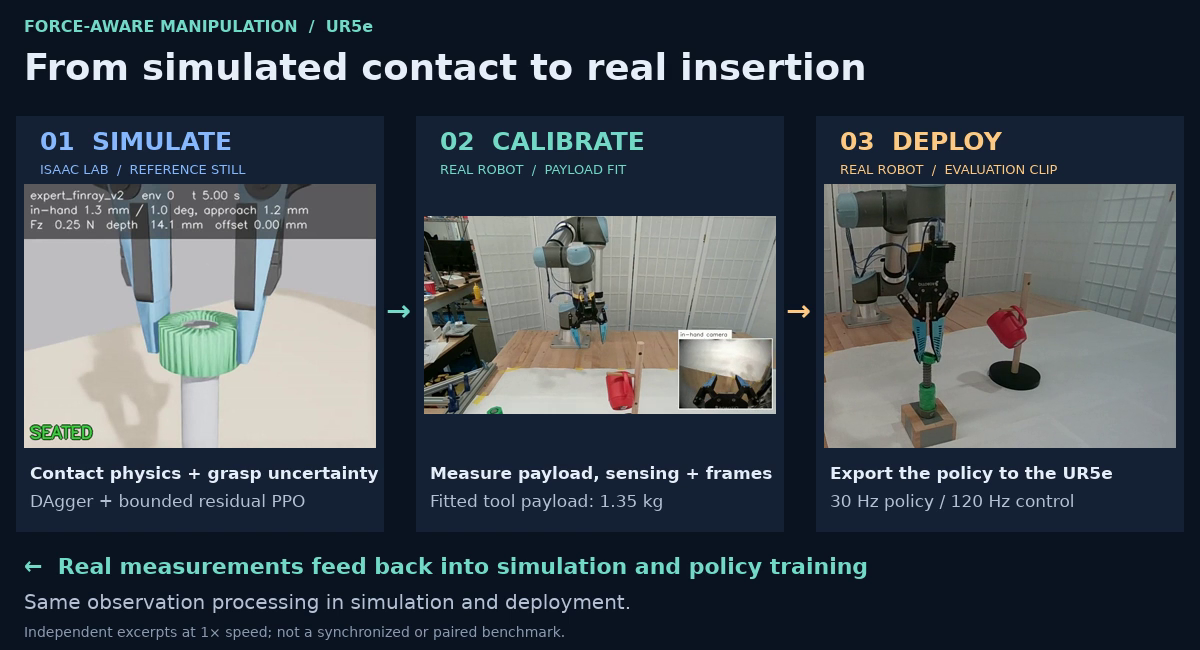 FORCE-AWARE MANIPULATION / UR5e
From simulated contact to real insertion
01 SIMULATE
ISAAC LAB / REFERENCE STILL
expert_finray_v2 env 0 t 5.00 s
in-hand 1.3 mm / 1.0 deg, approach 1.2 mm
Fz 0.25 N depth 14.1 mm offset 0.00 mm
SEATED
Contact physics + grasp uncertainty
DAgger + bounded residual PPO
→
02 CALIBRATE
REAL ROBOT / PAYLOAD FIT
in-hand camera
Measure payload, sensing + frames
Fitted tool payload: 1.35 kg
→
03 DEPLOY
REAL ROBOT / EVALUATION CLIP
Export the policy to the UR5e
30 Hz policy / 120 Hz control
← Real measurements feed back into simulation and policy training
Same observation processing in simulation and deployment.
Independent excerpts at 1× speed; not a synchronized or paired benchmark.